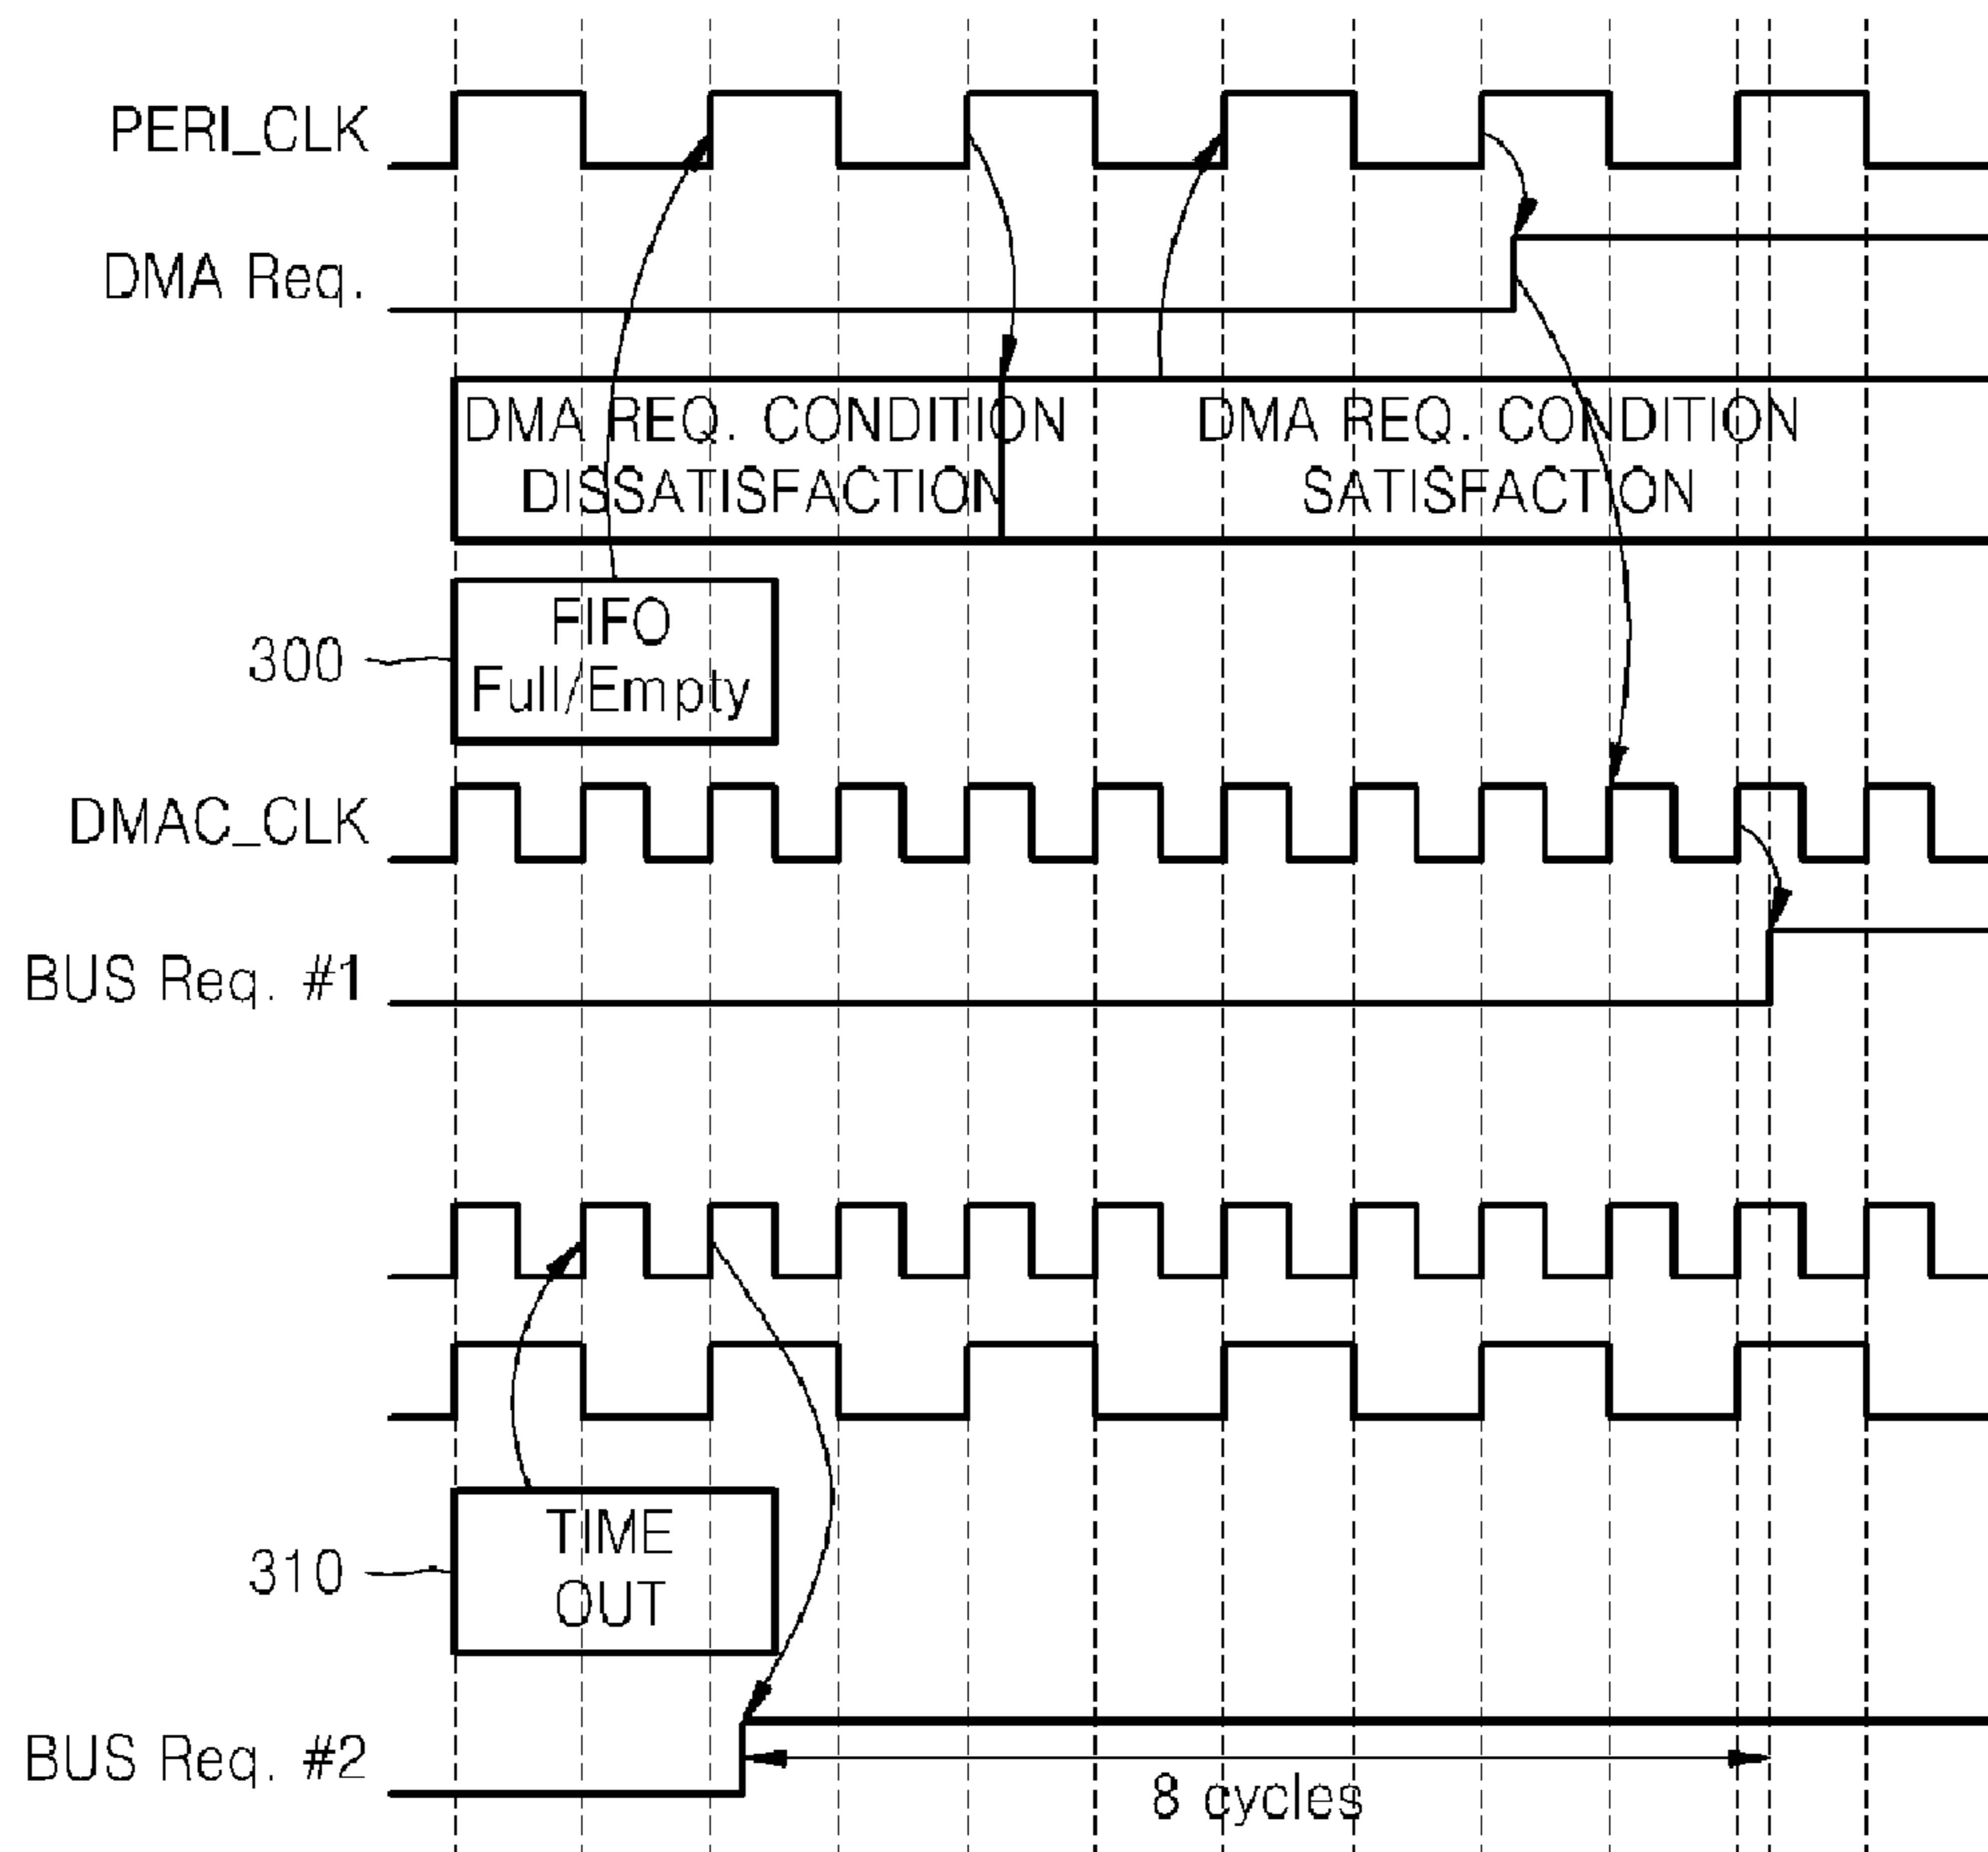 PERI_CLK
DMA Req.
DMA REQ. CONDITION
DISSATISFACTION
DMA REQ. CONDITION
SATISFACTION
300
FIFO
Full/Empty
DMAC_CLK
BUS Req. #1
310
TIME
OUT
BUS Req. #2
8 cycles